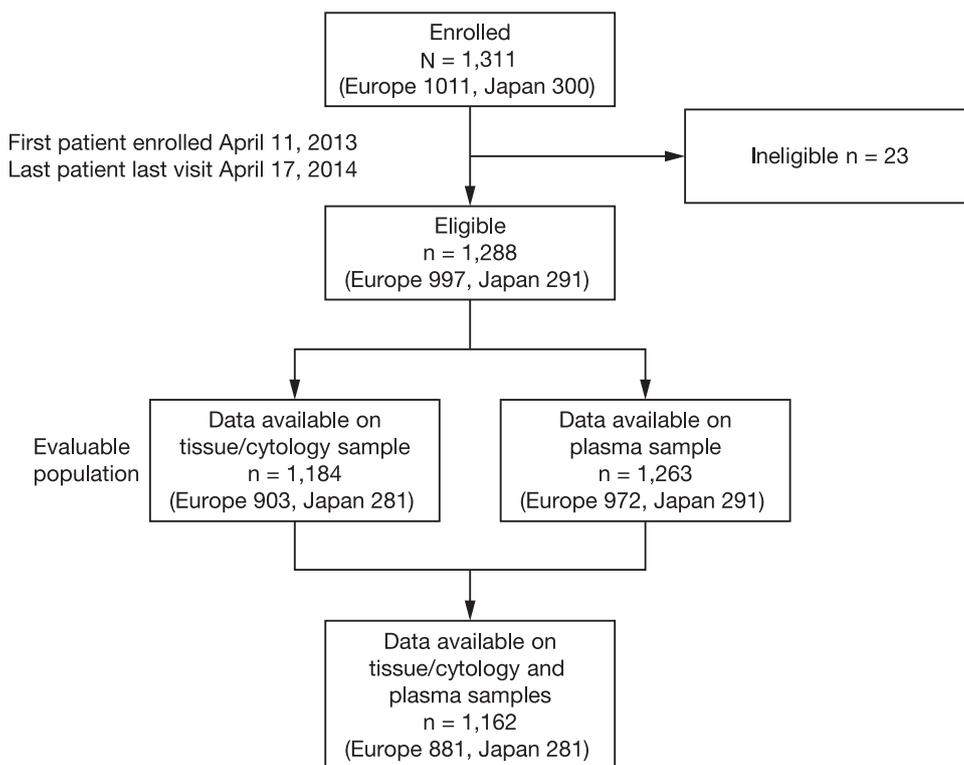 Enrolled
N = 1,311
(Europe 1011, Japan 300)
First patient enrolled April 11, 2013
Last patient last visit April 17, 2014
Ineligible n = 23
Eligible
n = 1,288
(Europe 997, Japan 291)
Evaluable
population
Data available on
tissue/cytology sample
n = 1,184
(Europe 903, Japan 281)
Data available on
plasma sample
n = 1,263
(Europe 972, Japan 291)
Data available on
tissue/cytology and
plasma samples
n = 1,162
(Europe 881, Japan 281)